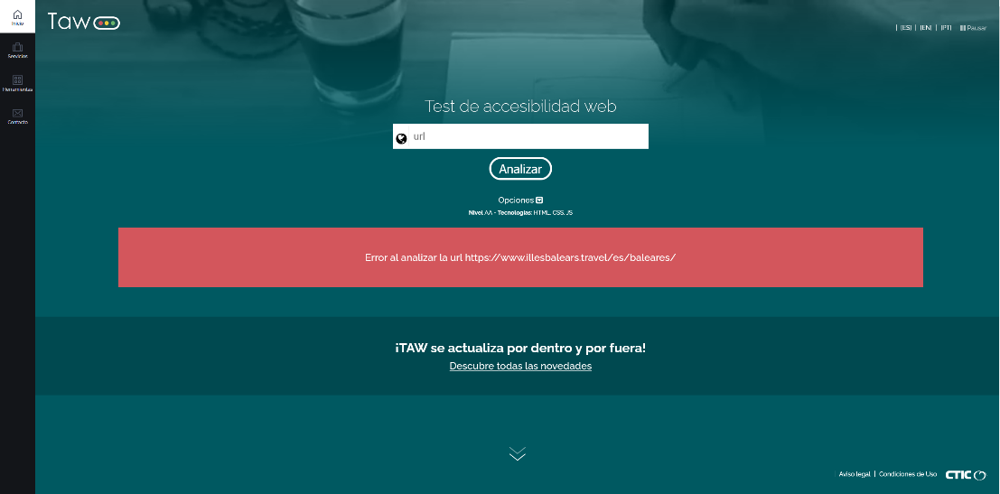 Inicio
Servicios
Herramientas
Contacto
Taw
| [ES] | [EN] | [PT] Pausar
Test de accesibilidad web
url
Analizar
Opciones
Nivel AA - Tecnologías: HTML, CSS, JS
Error al analizar la url https://www.illesbalears.travel/es/baleares/
¡TAW se actualiza por dentro y por fuera!
Descubre todas las novedades
| Aviso legal | Condiciones de Uso CTIC